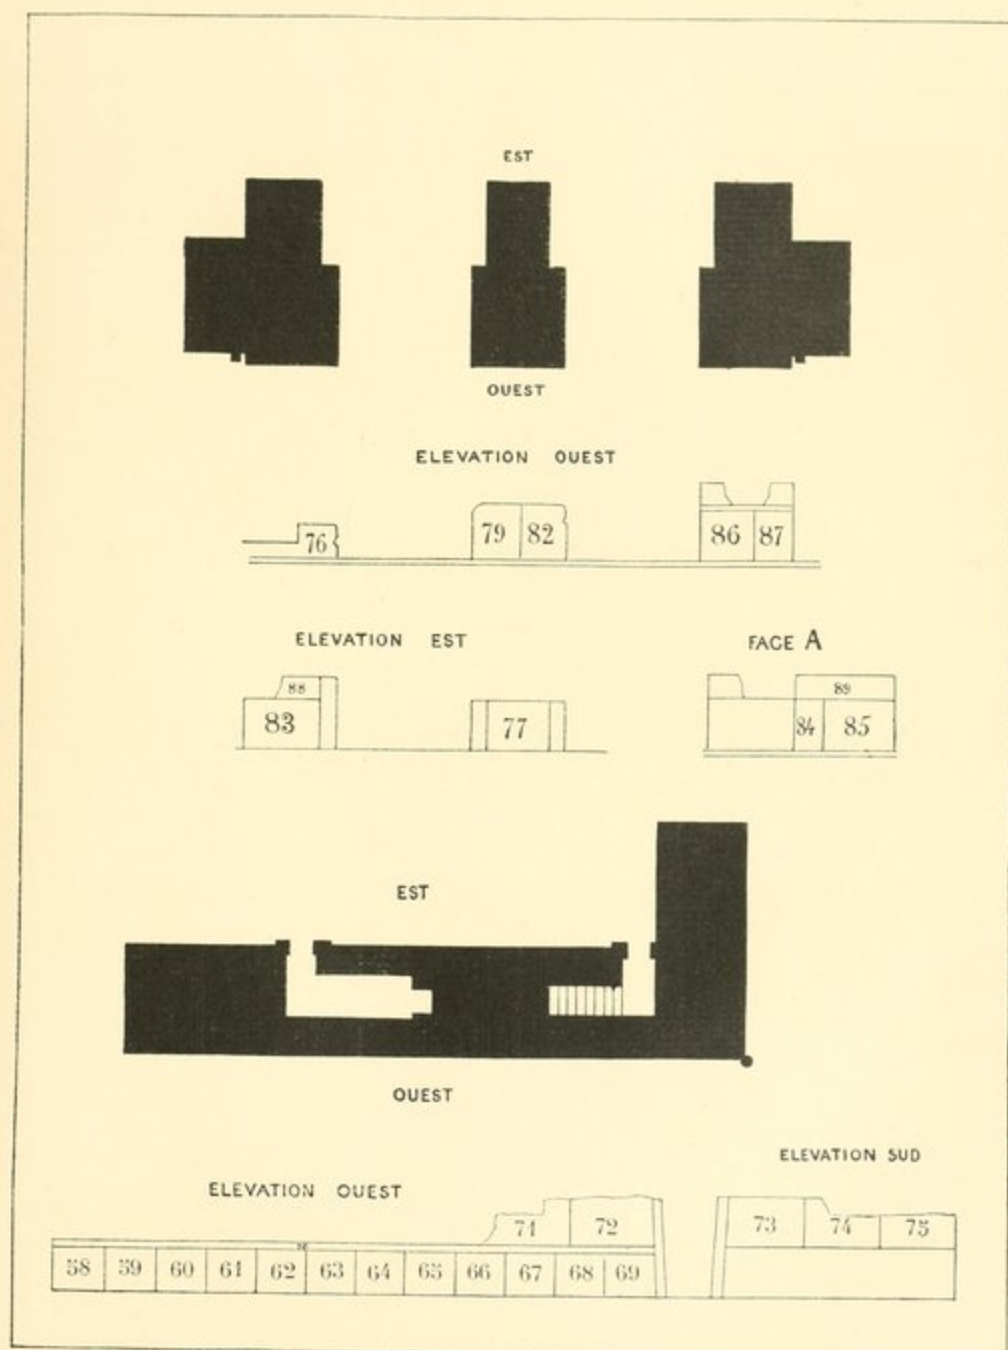 EST
OUEST
ELEVATION OUEST
76 79 82 86 87
ELEVATION EST FACE A
88 89
83 77 84 85
EST
OUEST
ELEVATION SUD
ELEVATION OUEST
71 72 73 74 75
58 59 60 61 62 63 64 65 66 67 68 69